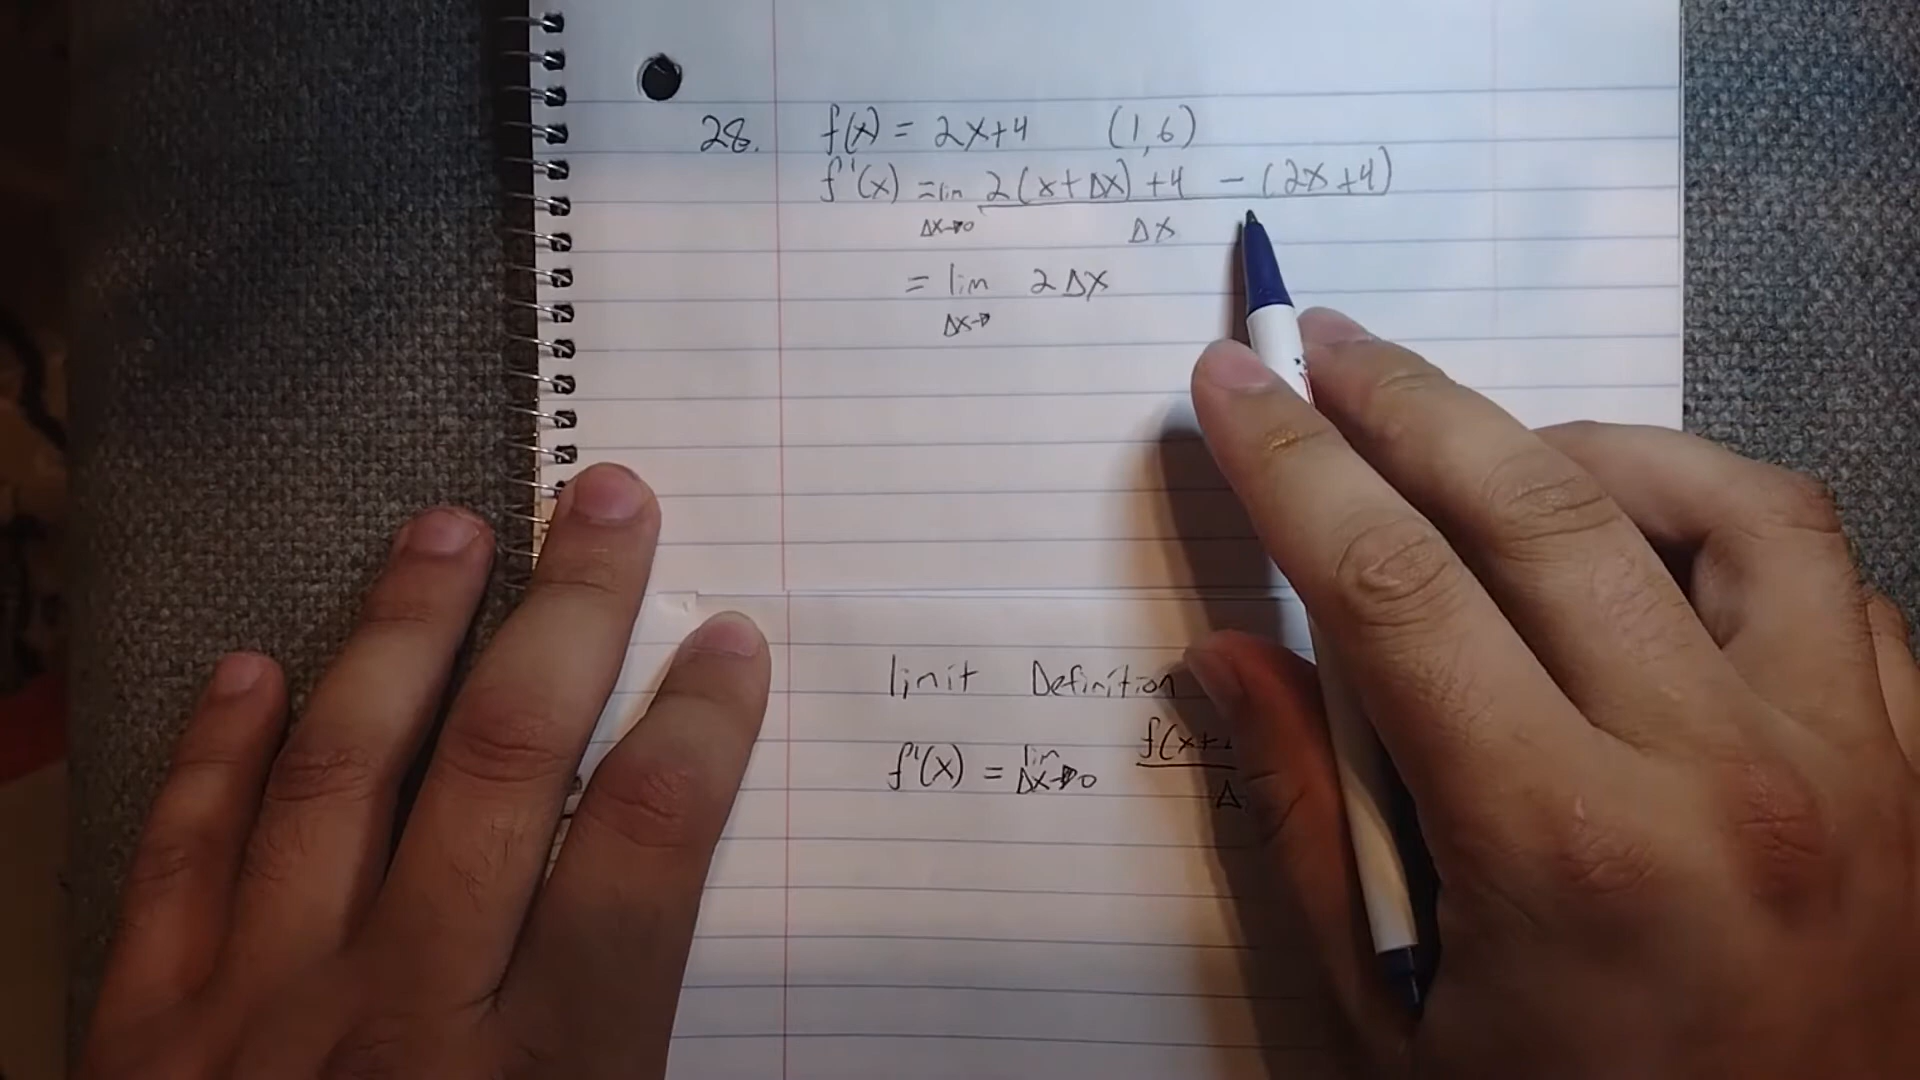 28. f(x) = 2x+4 (1,6)
f'(x) = lim 2(x+Δx)+4 - (2x+4)
Δx→0 Δx
= lim 2Δx
Δx→
limit Definition
f'(x) = lim f(x+
Δx→0 Δ